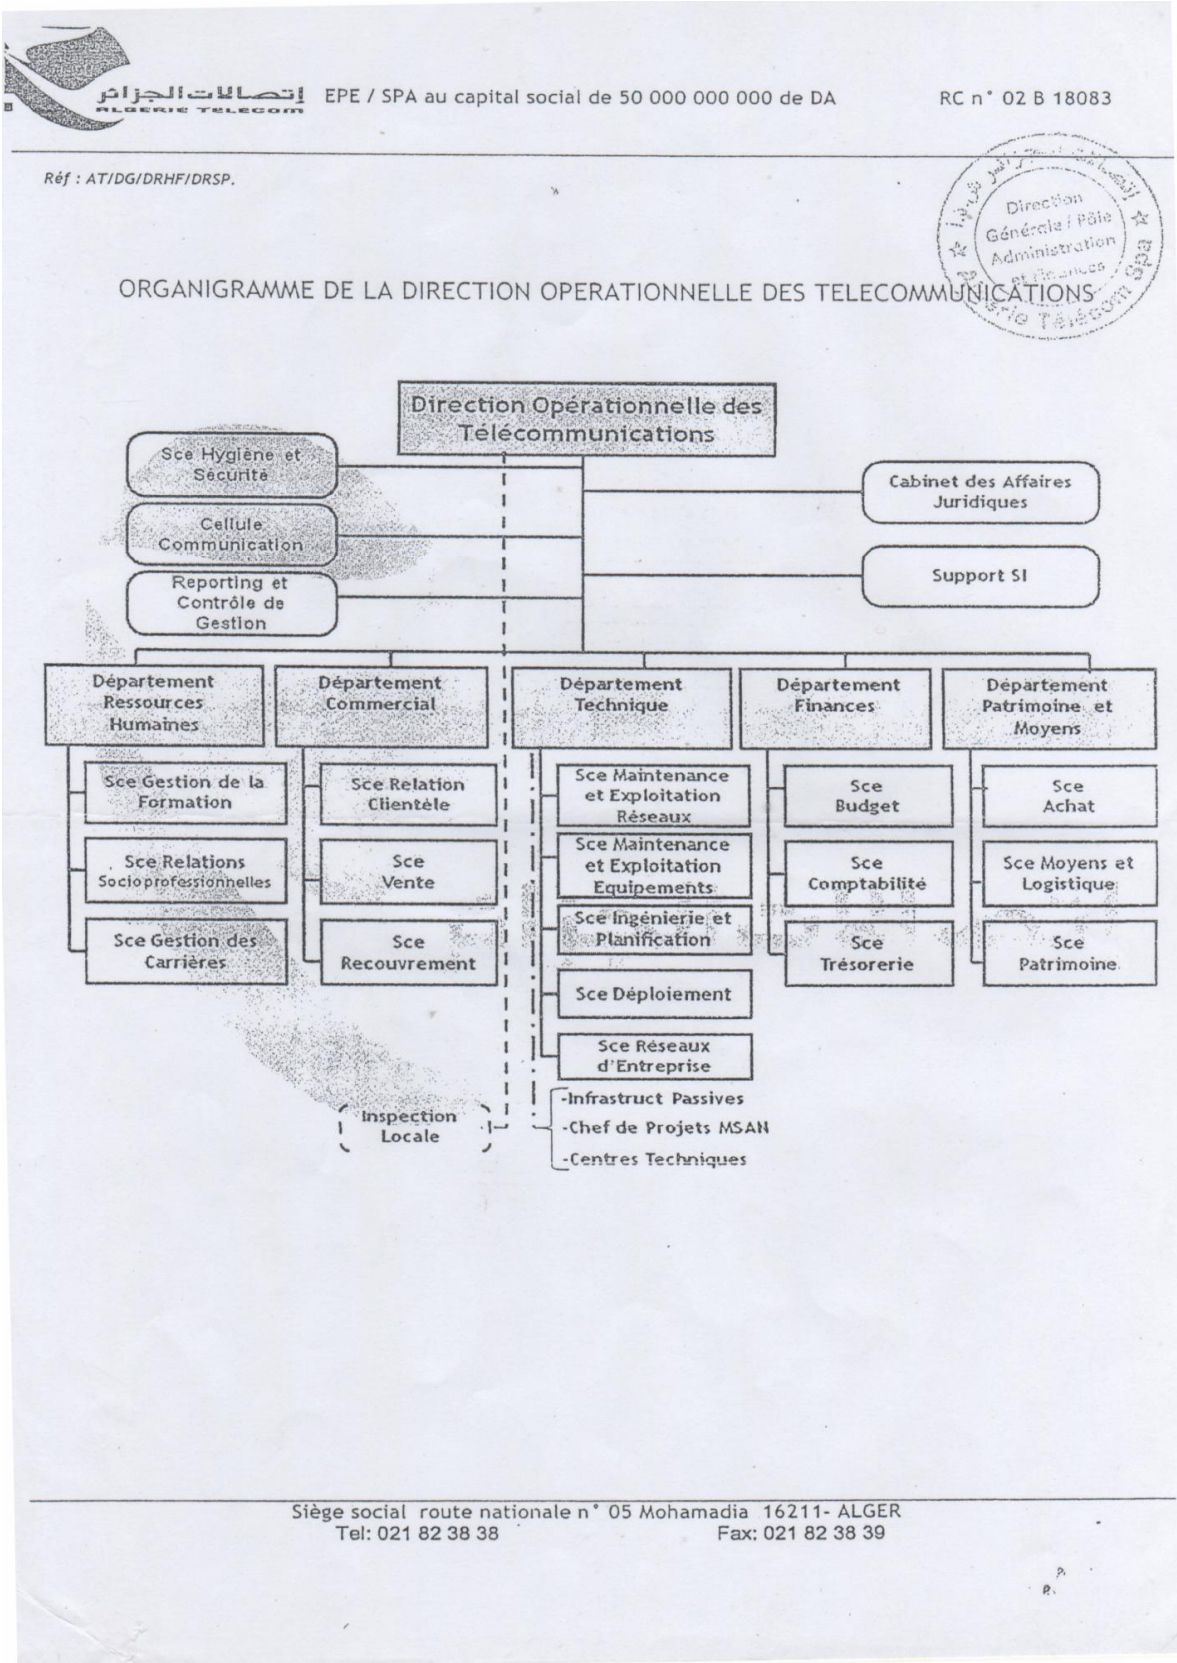 إتصالات الجزائر
ALGERIE TELECOM
EPE / SPA au capital social de 50 000 000 000 de DA
RC n° 02 B 18083
Réf : AT/DG/DRHF/DRSP.
Direction
Générale / Pôle
Administration
et Finances
ORGANIGRAMME DE LA DIRECTION OPERATIONNELLE DES TELECOMMUNICATIONS
Direction Opérationnelle des
Télécommunications
Sce Hygiène et
Sécurité
Cellule
Communication
Reporting et
Contrôle de
Gestion
Cabinet des Affaires
Juridiques
Support SI
Département
Ressources
Humaines
Sce Gestion de la
Formation
Sce Relations
Socioprofessionnelles
Sce Gestion des
Carrières
Département
Commercial
Sce Relation
Clientèle
Sce
Vente
Sce
Recouvrement
Département
Technique
Sce Maintenance
et Exploitation
Réseaux
Sce Maintenance
et Exploitation
Equipements
Sce Ingénierie et
Planification
Sce Déploiement
Sce Réseaux
d'Entreprise
-Infrastruct Passives
-Chef de Projets MSAN
-Centres Techniques
Département
Finances
Sce
Budget
Sce
Comptabilité
Sce
Trésorerie
Département
Patrimoine et
Moyens
Sce
Achat
Sce Moyens et
Logistique
Sce
Patrimoine
Inspection
Locale
Siège social route nationale n° 05 Mohamadia 16211- ALGER
Tel: 021 82 38 38
Fax: 021 82 38 39